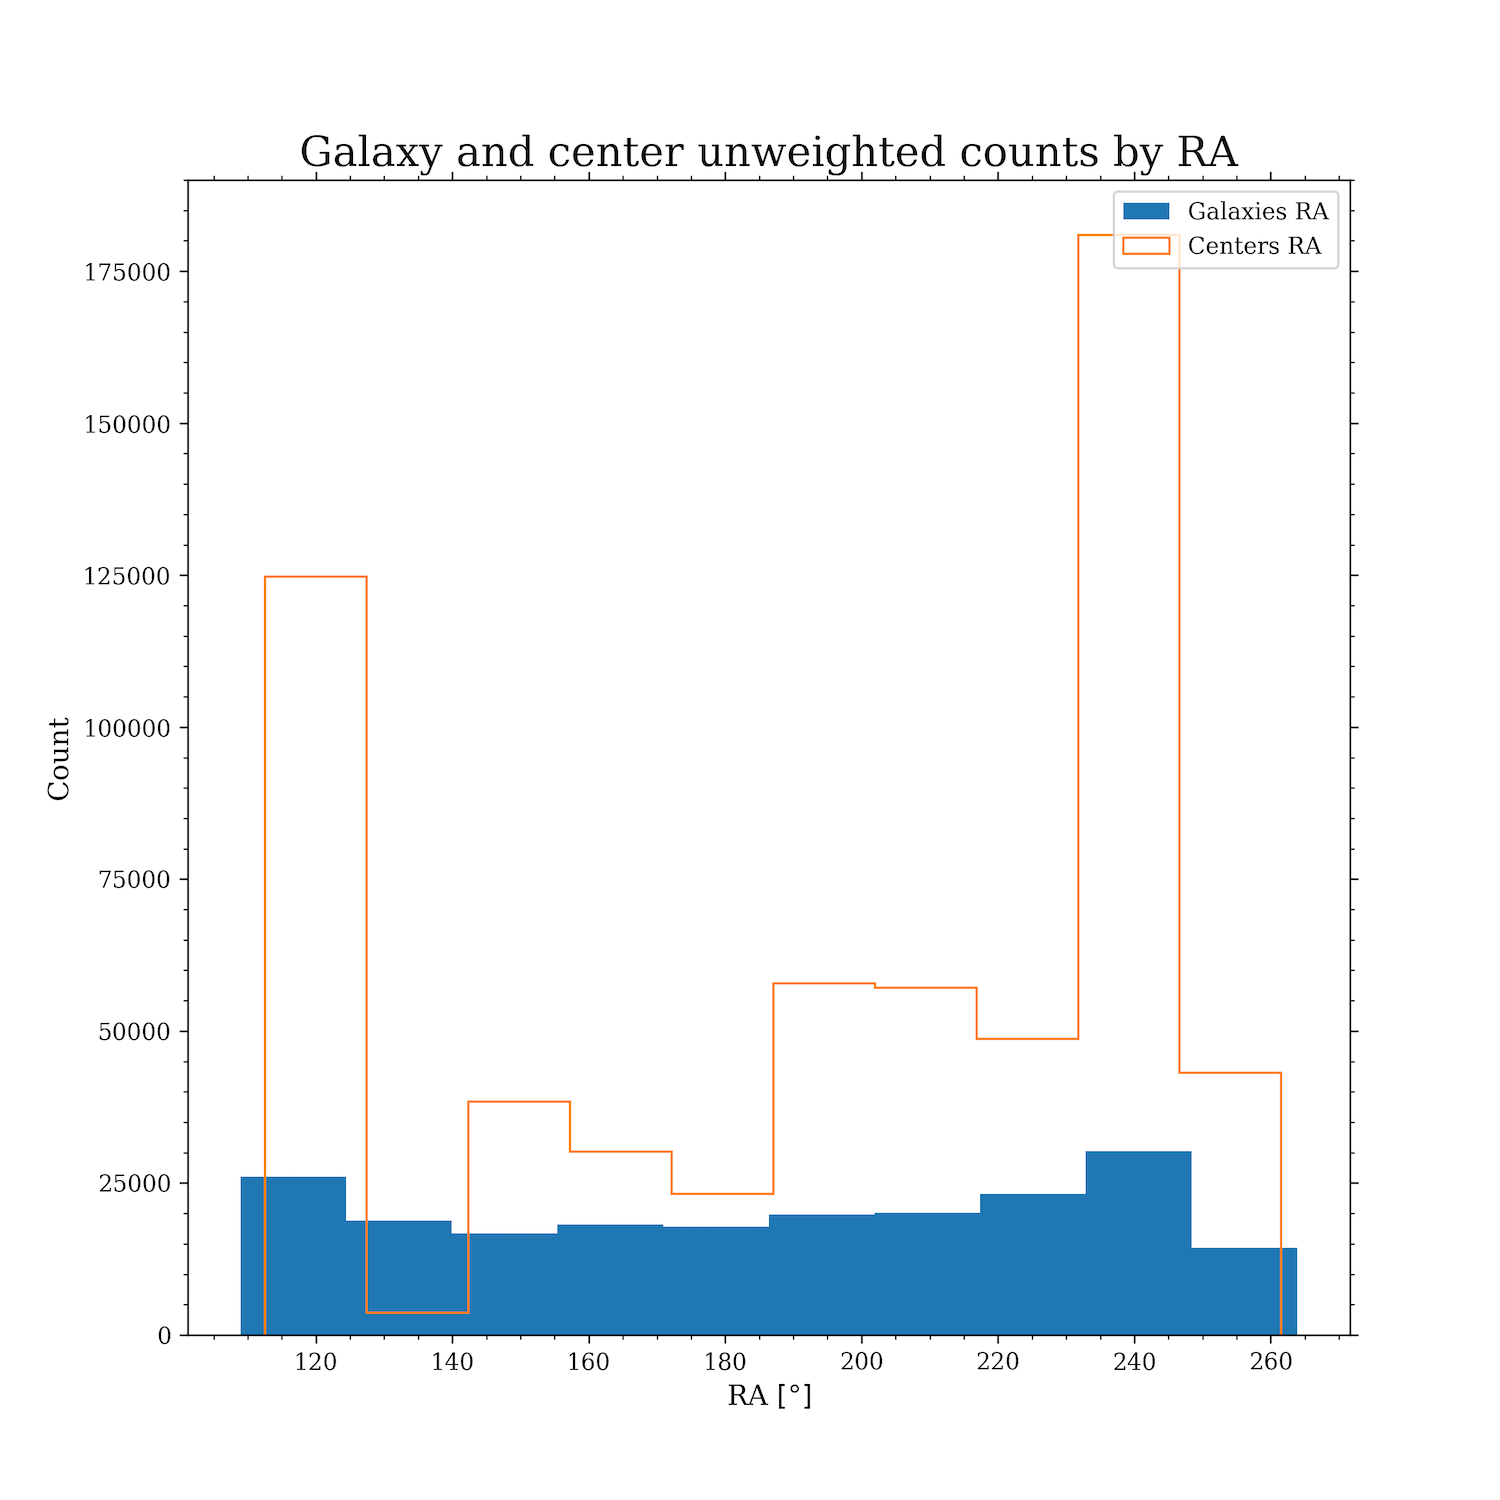 Galaxy and center unweighted counts by RA
Galaxies RA
Centers RA
175000
150000
125000
100000
75000
50000
25000
0
Count
120 140 160 180 200 220 240 260
RA [°]